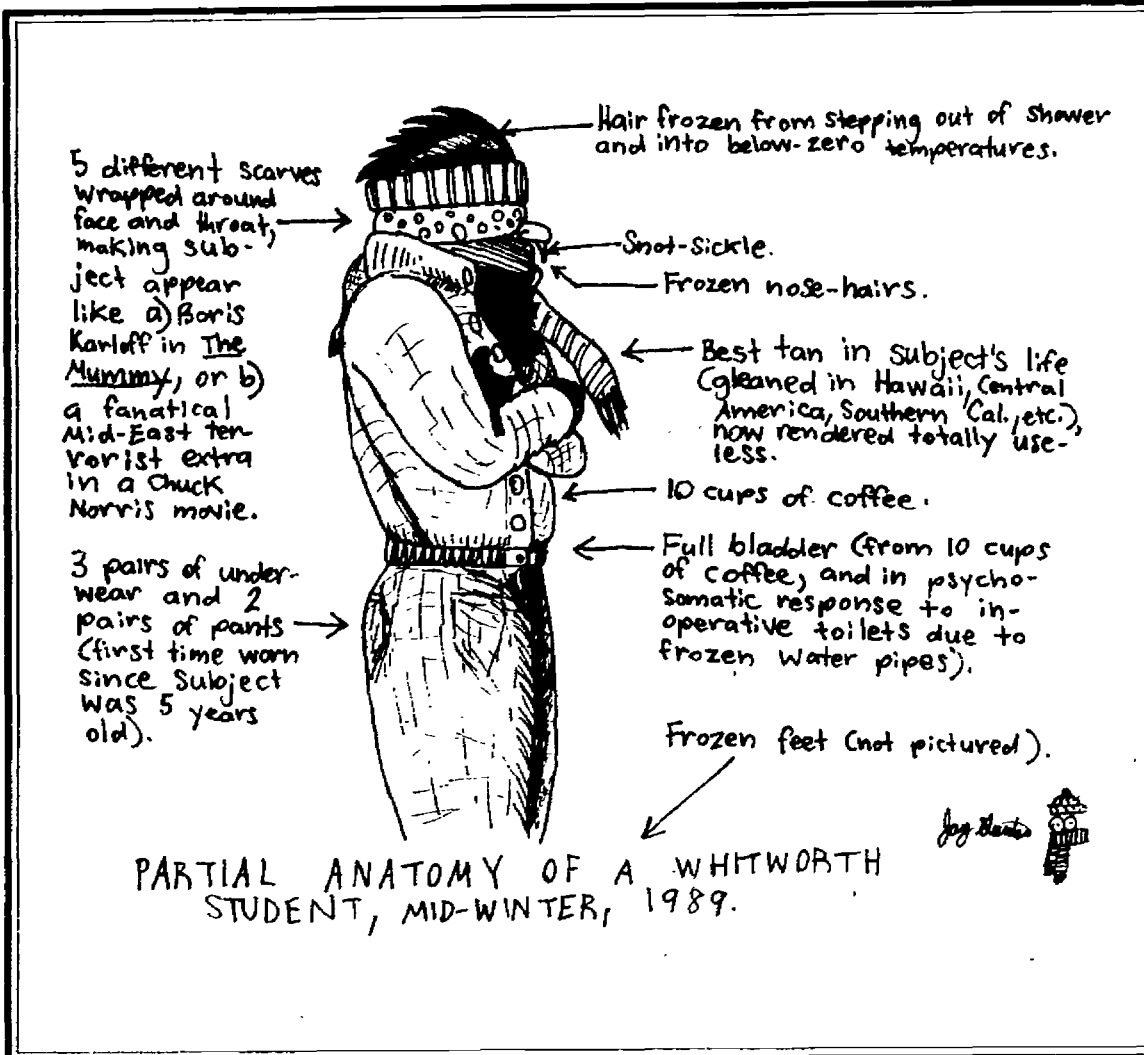 Hair frozen from stepping out of shower
and into below-zero temperatures.
5 different scarves
wrapped around
face and throat,
making sub-
ject appear
like a) Boris
Karloff in The
Mummy, or b)
a fanatical
Mid-East ter-
rorist extra
in a Chuck
Norris movie.
Snot-sickle.
Frozen nose-hairs.
Best tan in subject's life
(gleaned in Hawaii, Central
America, Southern Cal., etc.),
now rendered totally use-
less.
10 cups of coffee.
Full bladder (from 10 cups
of coffee, and in psycho-
somatic response to in-
operative toilets due to
frozen water pipes).
3 pairs of under-
wear and 2
pairs of pants
(first time worn
since subject
was 5 years
old).
Frozen feet (not pictured).
Jay
PARTIAL ANATOMY OF A WHITWORTH
STUDENT, MID-WINTER, 1989.